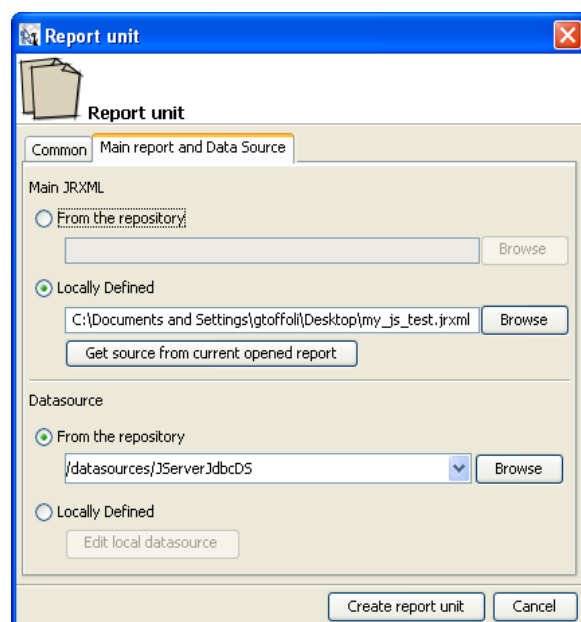 Report unit
Report unit
Common Main report and Data Source
Main JRXML
From the repository
Browse
Locally Defined
C:\Documents and Settings\gtoffoli\Desktop\my_js_test.jrxml Browse
Get source from current opened report
Datasource
From the repository
/datasources/JServerJdbcDS Browse
Locally Defined
Edit local datasource
Create report unit Cancel